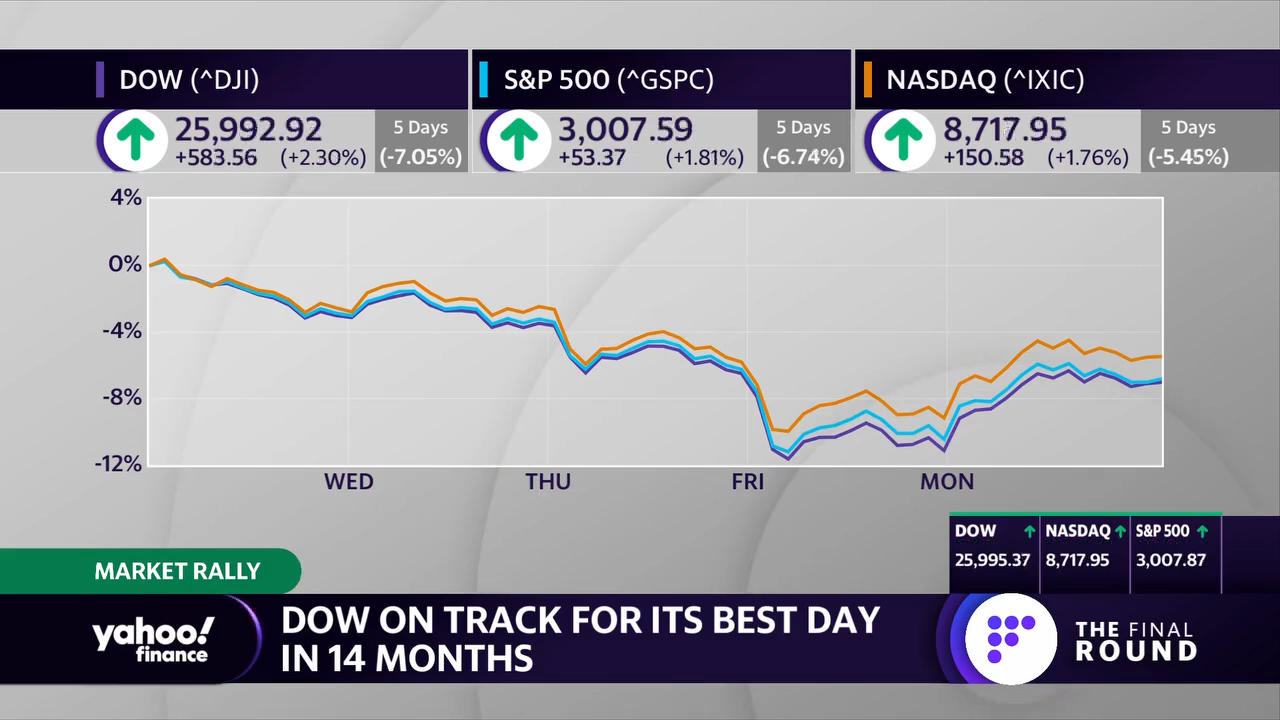 DOW (^DJI)
25,992.92
+583.56 (+2.30%)
5 Days
(-7.05%)
S&P 500 (^GSPC)
3,007.59
+53.37 (+1.81%)
5 Days
(-6.74%)
NASDAQ (^IXIC)
8,717.95
+150.58 (+1.76%)
5 Days
(-5.45%)
4%
0%
-4%
-8%
-12%
WED THU FRI MON
DOW NASDAQ S&P 500
25,995.37 8,717.95 3,007.87
MARKET RALLY
yahoo!
finance
DOW ON TRACK FOR ITS BEST DAY
IN 14 MONTHS
THE FINAL
ROUND